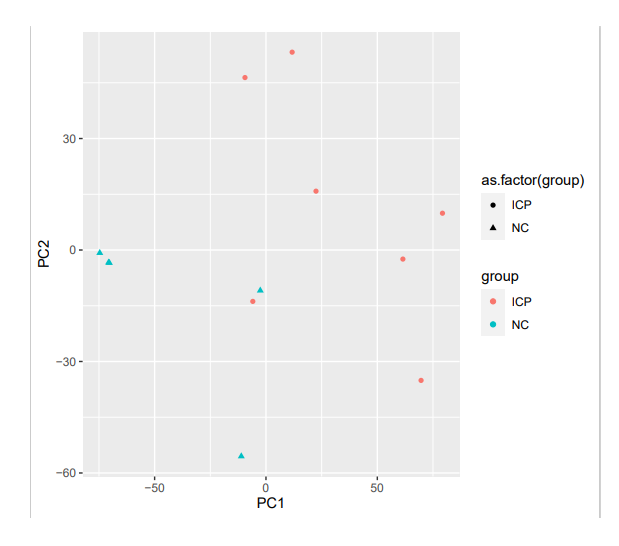 30
0
−30
−60
PC2
−50
0
50
PC1
as.factor(group)
ICP
NC
group
ICP
NC